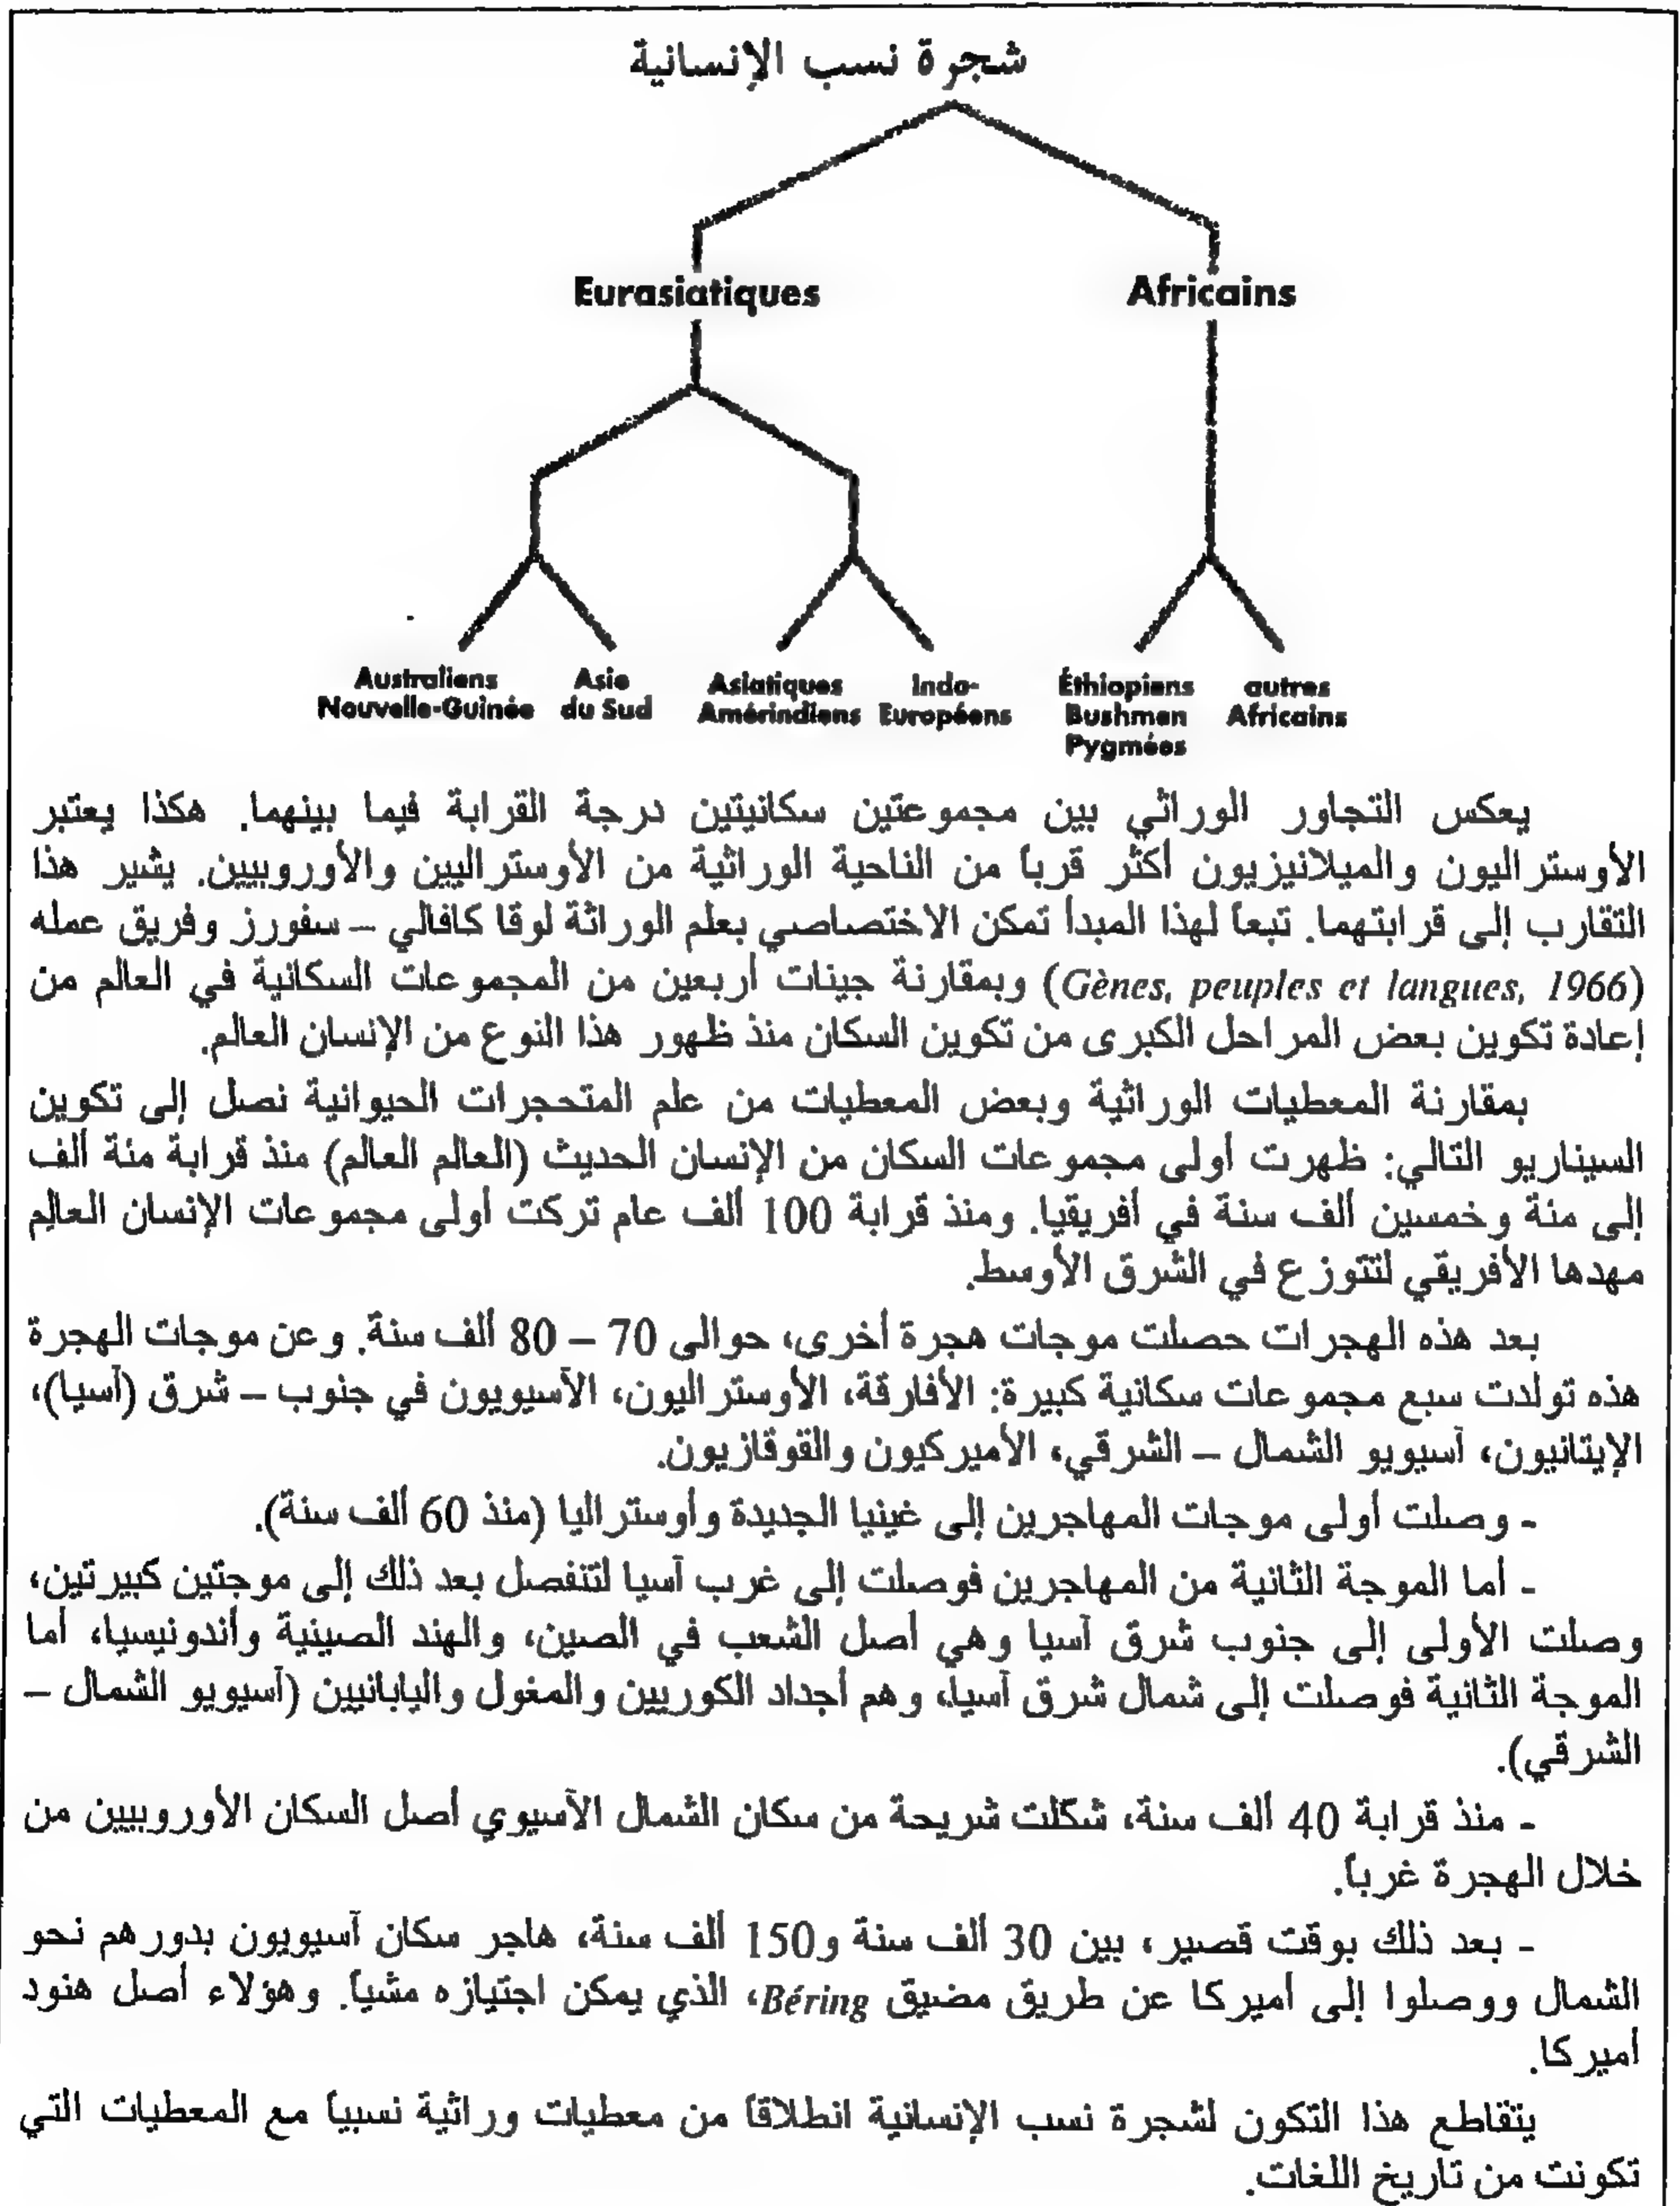 شجرة نسب الإنسانية
Eurasiatiques Africains
Australiens Asie Asiatiques Indo- Éthiopiens autres
Nouvelle-Guinée du Sud Amérindiens Européens Bushmen Africains
Pygmées
يعكس التجاور الوراثي بين مجموعتين سكانيتين درجة القرابة فيما بينهما. هكذا يعتبر
الأوستراليون والميلانيزيون أكثر قرباً من الناحية الوراثية من الأوستراليين والأوروبيين. يشير هذا
التقارب إلى قرابتهما. تبعاً لهذا المبدأ تمكن الاختصاصي بعلم الوراثة لوقا كافالي – سفورز وفريق عمله
(Gènes, peuples et langues, 1966) وبمقارنة جينات أربعين من المجموعات السكانية في العالم من
إعادة تكوين بعض المراحل الكبرى من تكوين السكان منذ ظهور هذا النوع من الإنسان العالم.
بمقارنة المعطيات الوراثية وبعض المعطيات من علم المتحجرات الحيوانية نصل إلى تكوين
السيناريو التالي: ظهرت أولى مجموعات السكان من الإنسان الحديث (العالم العالم) منذ قرابة مئة ألف
إلى مئة وخمسين ألف سنة في أفريقيا. ومنذ قرابة 100 ألف عام تركت أولى مجموعات الإنسان العالِم
مهدها الأفريقي لتتوزع في الشرق الأوسط.
بعد هذه الهجرات حصلت موجات هجرة أخرى، حوالى 70 – 80 ألف سنة. وعن موجات الهجرة
هذه تولدت سبع مجموعات سكانية كبيرة: الأفارقة، الأوستراليون، الآسيويون في جنوب – شرق (آسيا)،
الإيتانيون، آسيويو الشمال – الشرقي، الأميركيون والقوقازيون.
- وصلت أولى موجات المهاجرين إلى غينيا الجديدة وأوستراليا (منذ 60 ألف سنة).
- أما الموجة الثانية من المهاجرين فوصلت إلى غرب آسيا لتنفصل بعد ذلك إلى موجتين كبيرتين،
وصلت الأولى إلى جنوب شرق آسيا وهي أصل الشعب في الصين، والهند الصينية وأندونيسيا، أما
الموجة الثانية فوصلت إلى شمال شرق آسيا، وهم أجداد الكوريين والمغول واليابانيين (آسيويو الشمال –
الشرقي).
- منذ قرابة 40 ألف سنة، شكلت شريحة من سكان الشمال الآسيوي أصل السكان الأوروبيين من
خلال الهجرة غرباً.
- بعد ذلك بوقت قصير، بين 30 ألف سنة و150 ألف سنة، هاجر سكان آسيويون بدورهم نحو
الشمال ووصلوا إلى أميركا عن طريق مضيق Béring، الذي يمكن اجتيازه مشياً. وهؤلاء أصل هنود
أميركا.
يتقاطع هذا التكون لشجرة نسب الإنسانية انطلاقاً من معطيات وراثية نسبياً مع المعطيات التي
تكونت من تاريخ اللغات.